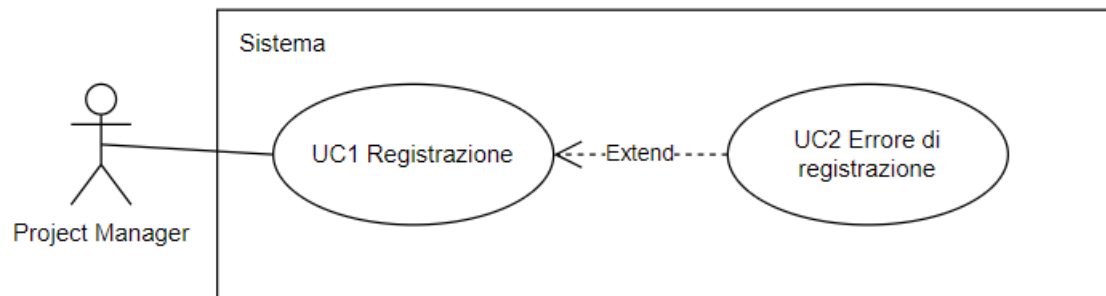 Sistema
UC1 Registrazione
Extend
UC2 Errore di
registrazione
Project Manager